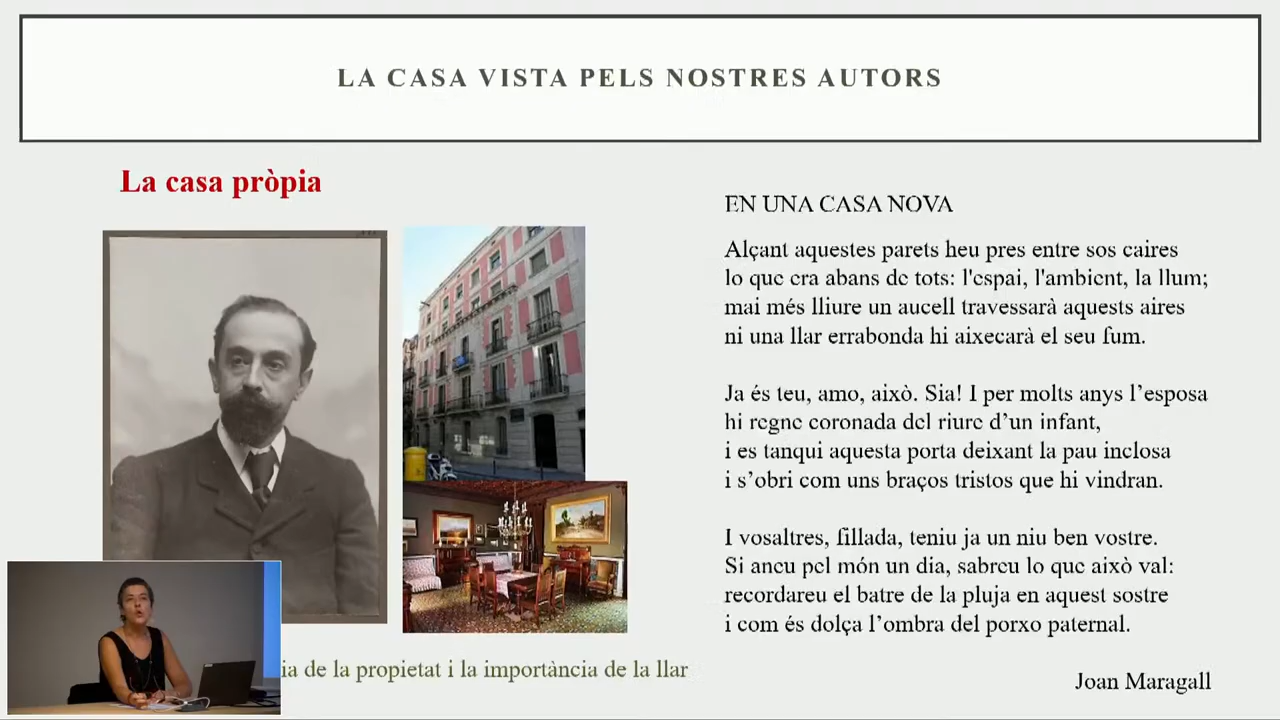 LA CASA VISTA PELS NOSTRES AUTORS
La casa pròpia
EN UNA CASA NOVA
Alçant aquestes parets heu pres entre sos caires
lo que era abans de tots: l'espai, l'ambient, la llum;
mai més lliure un aucell travessarà aquests aires
ni una llar errabonda hi aixecarà el seu fum.
Ja és teu, amo, això. Sia! I per molts anys l’esposa
hi regne coronada del riure d’un infant,
i es tanqui aquesta porta deixant la pau inclosa
i s’obri com uns braços tristos que hi vindran.
I vosaltres, fillada, teniu ja un niu ben vostre.
Si aneu pel món un dia, sabreu lo que això val:
recordareu el batre de la pluja en aquest sostre
i com és dolça l’ombra del porxo paternal.
Joan Maragall
de la propietat i la importància de la llar